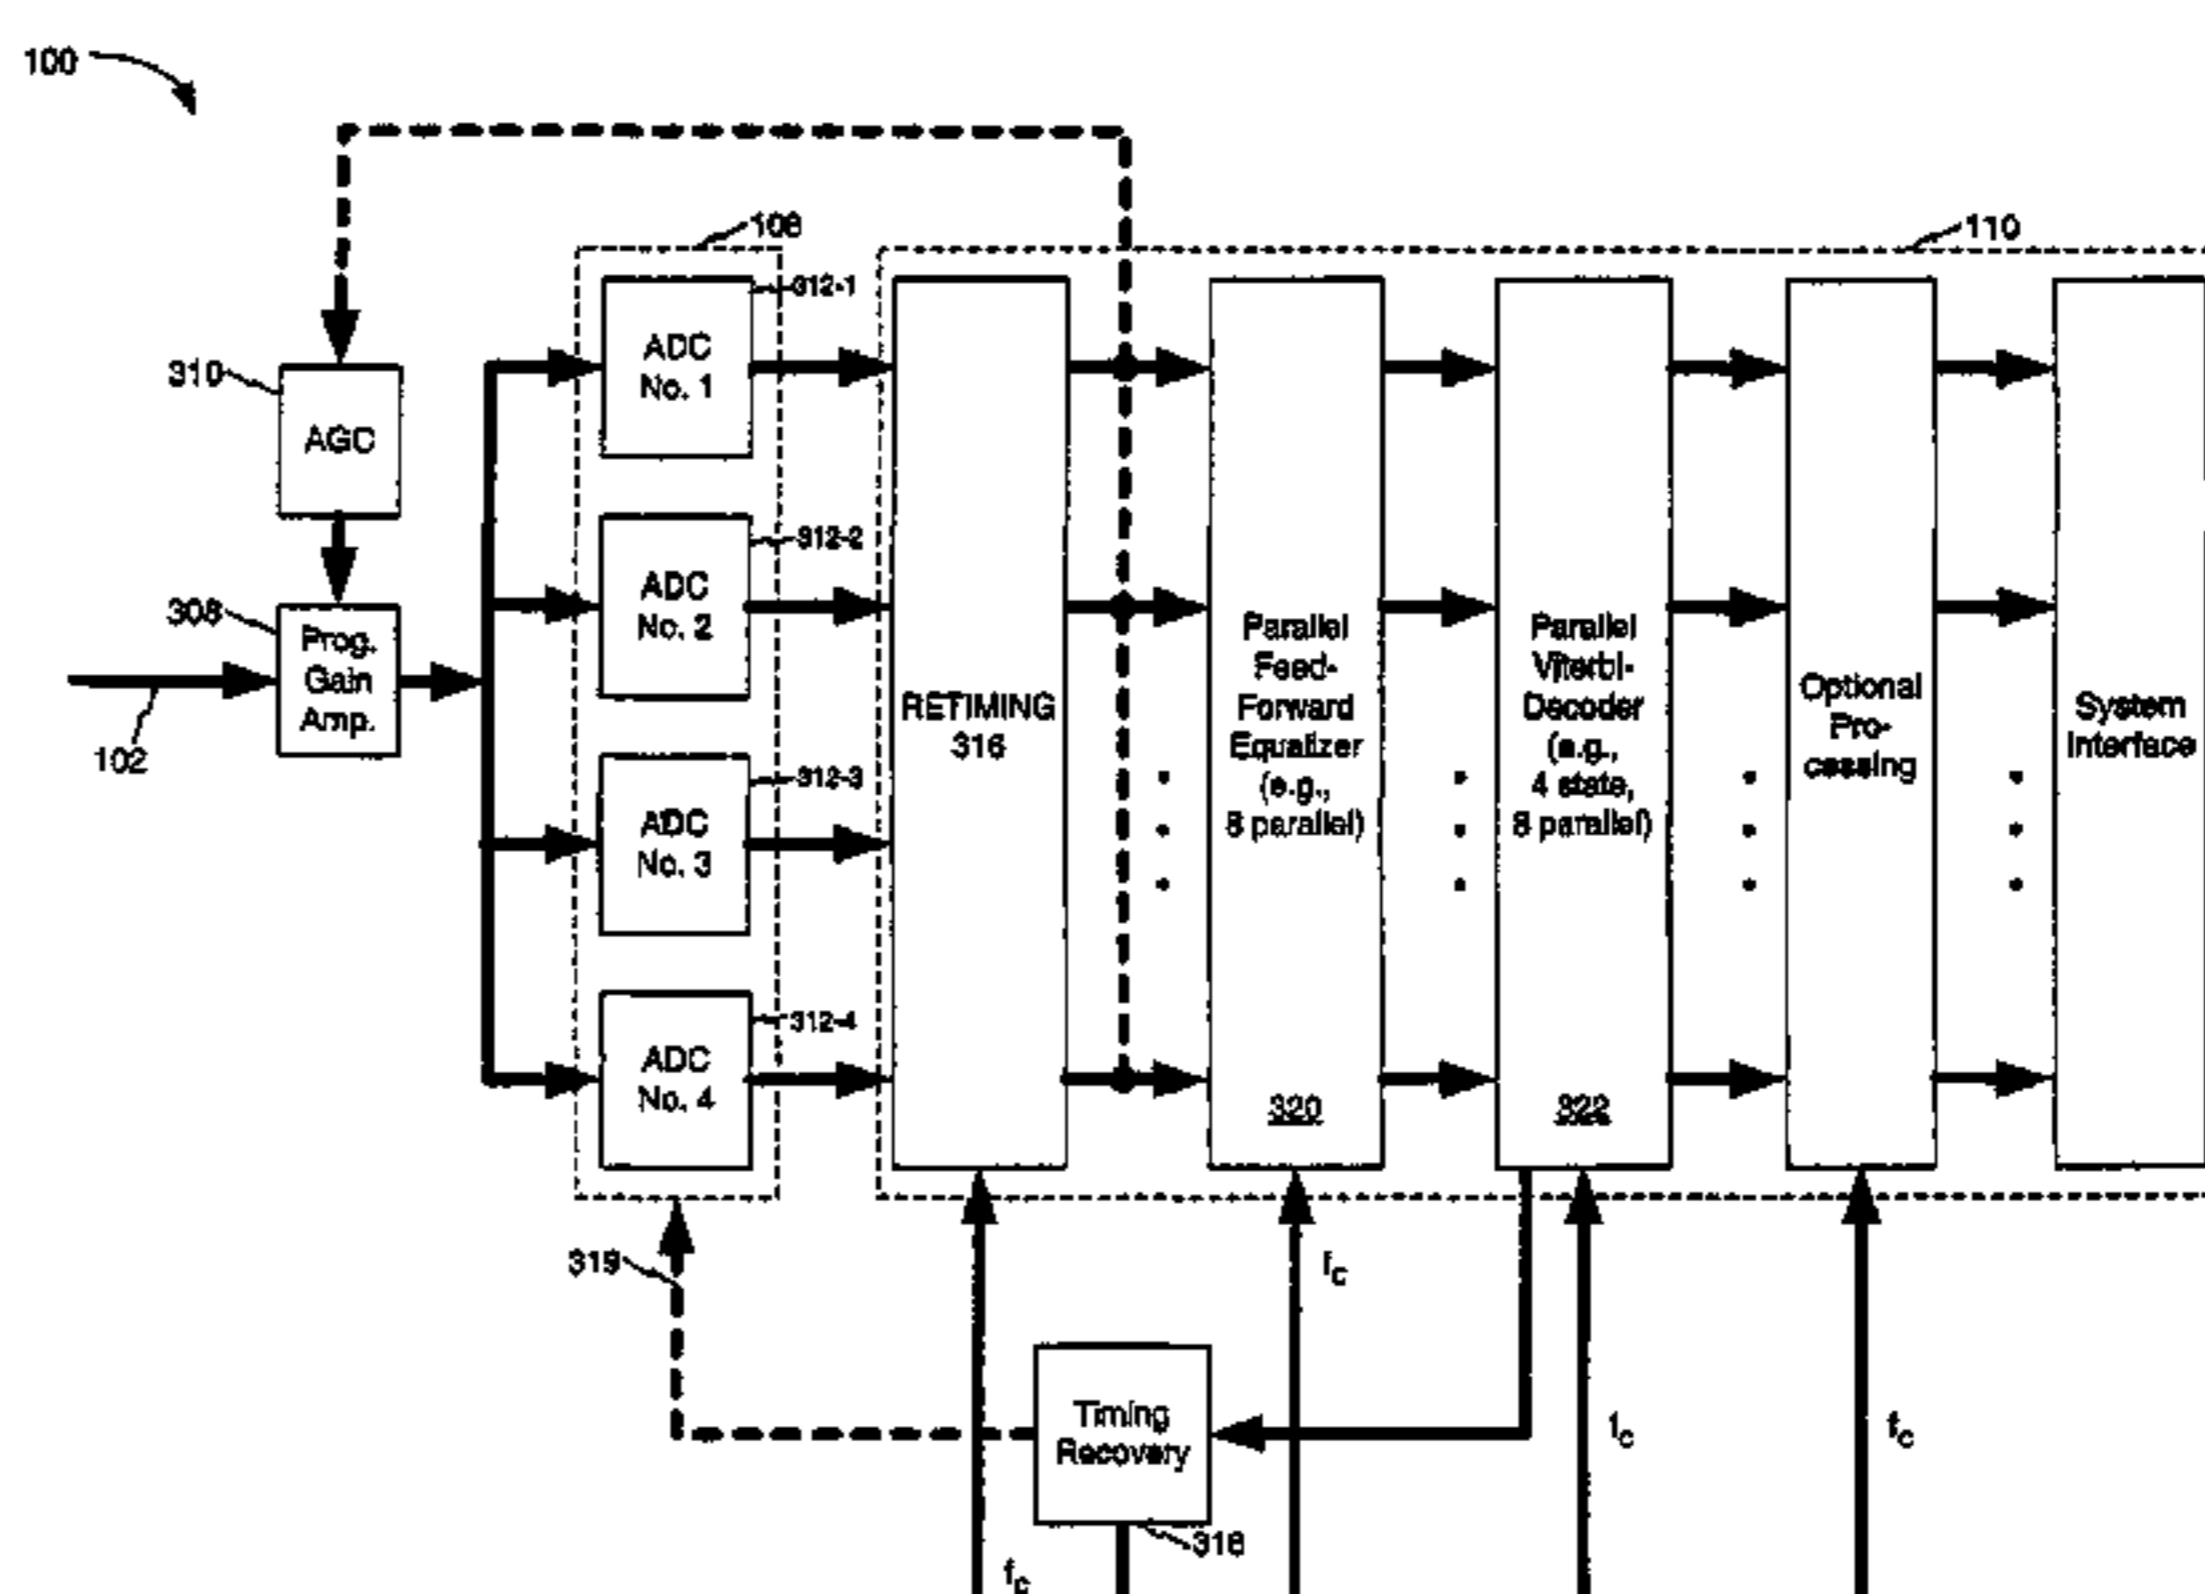 100
108
110
312-1
ADC
No. 1
310
AGC
312-2
ADC
No. 2
308
Prog.
Gain
Amp.
102
312-3
ADC
No. 3
312-4
ADC
No. 4
RETIMING
316
Parallel
Feed-
Forward
Equalizer
(e.g.,
8 parallel)
320
Parallel
Viterbi-
Decoder
(e.g.,
4 state,
8 parallel)
322
Optional
Pro-
cessing
System
Interface
319
fc
Timing
Recovery
fc
fc
318
fc